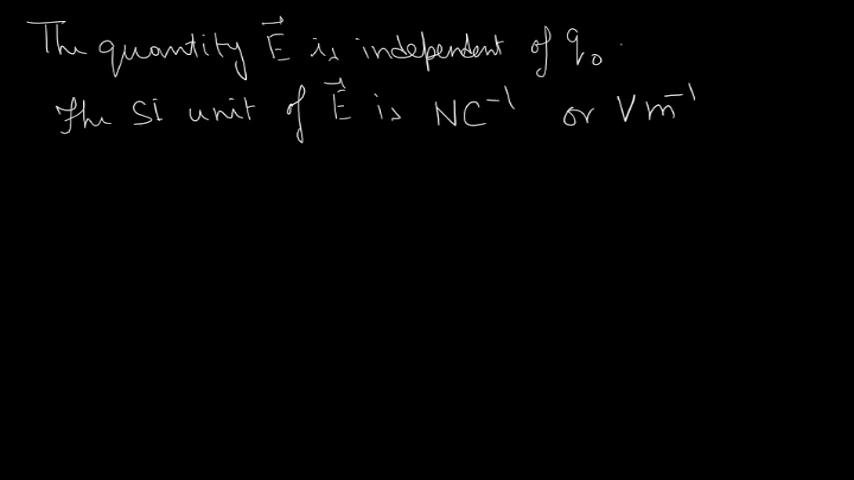 The quantity E⃗ is independent of q₀.
The SI unit of E⃗ is NC⁻¹ or Vm⁻¹